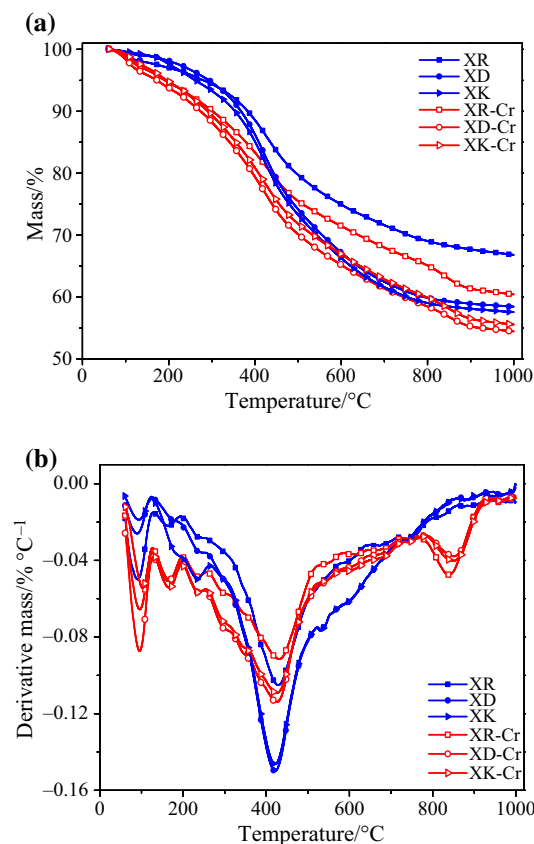 (a)
100
90
80
70
60
50
Mass/%
XR
XD
XK
XR-Cr
XD-Cr
XK-Cr
0 200 400 600 800 1000
Temperature/°C
(b)
0.00
–0.04
–0.08
–0.12
–0.16
Derivative mass/% °C⁻¹
XR
XD
XK
XR-Cr
XD-Cr
XK-Cr
0 200 400 600 800 1000
Temperature/°C